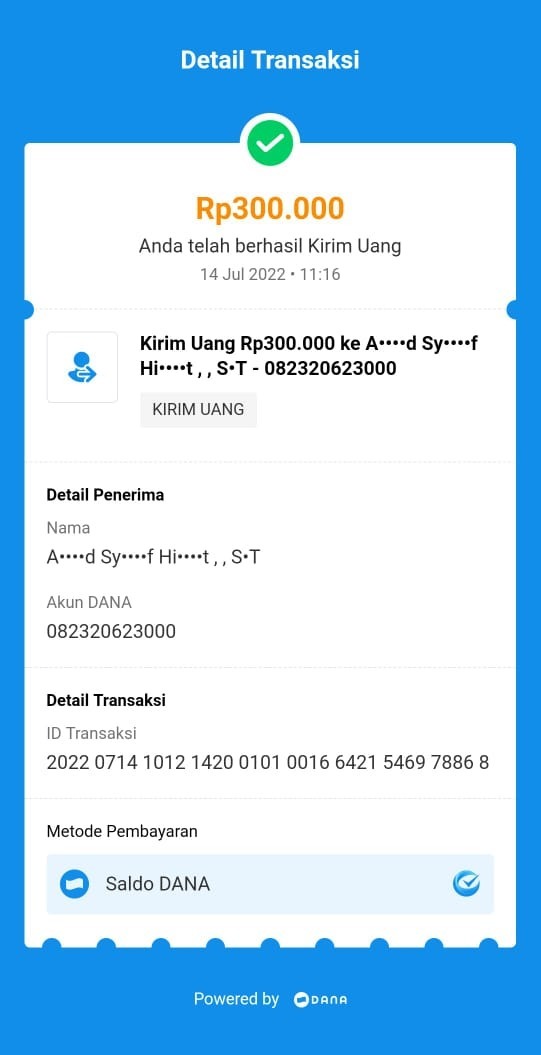 Detail Transaksi
Rp300.000
Anda telah berhasil Kirim Uang
14 Jul 2022 • 11:16
Kirim Uang Rp300.000 ke A••••d Sy••••f
Hi••••t , , S•T - 082320623000
KIRIM UANG
Detail Penerima
Nama
A••••d Sy••••f Hi••••t , , S•T
Akun DANA
082320623000
Detail Transaksi
ID Transaksi
2022 0714 1012 1420 0101 0016 6421 5469 7886 8
Metode Pembayaran
Saldo DANA
Powered by DANA